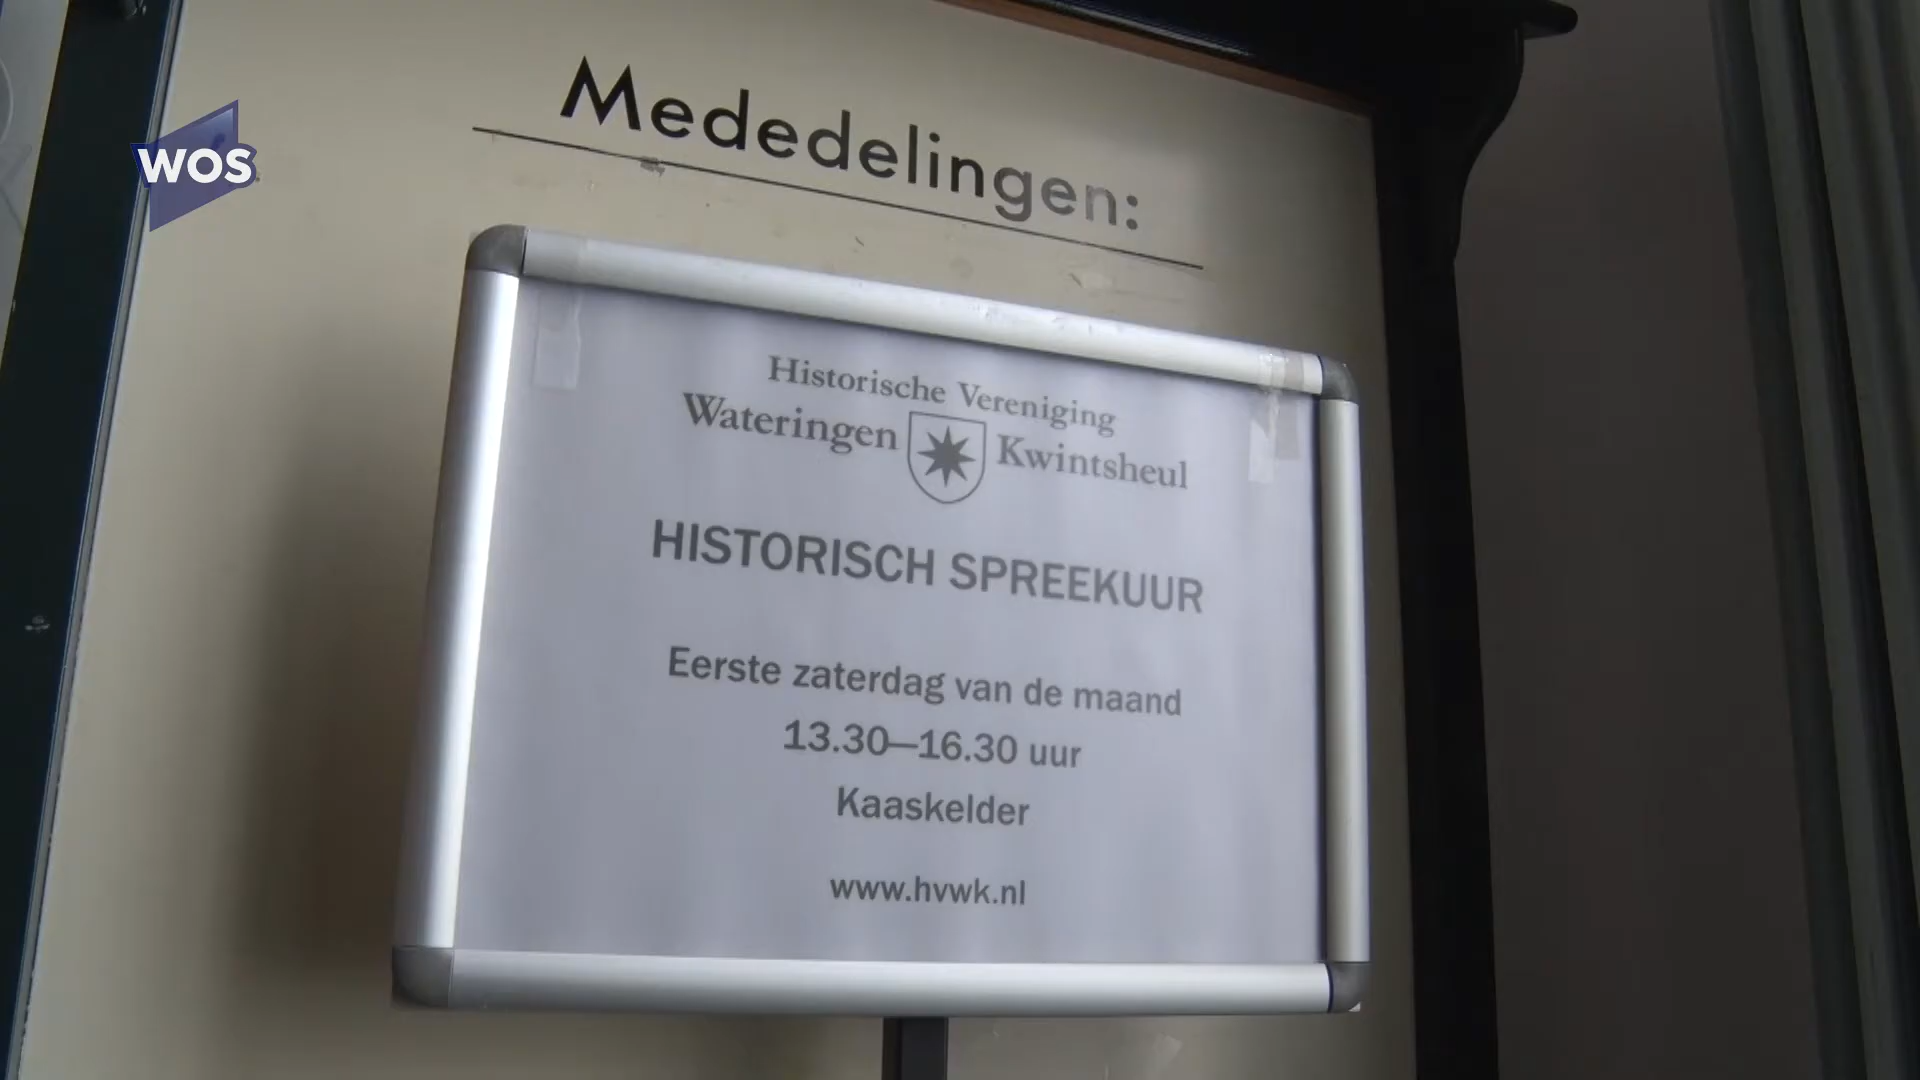 WOS
Mededelingen:
Historische Vereniging
Wateringen Kwintsheul
HISTORISCH SPREEKUUR
Eerste zaterdag van de maand
13.30—16.30 uur
Kaaskelder
www.hvwk.nl